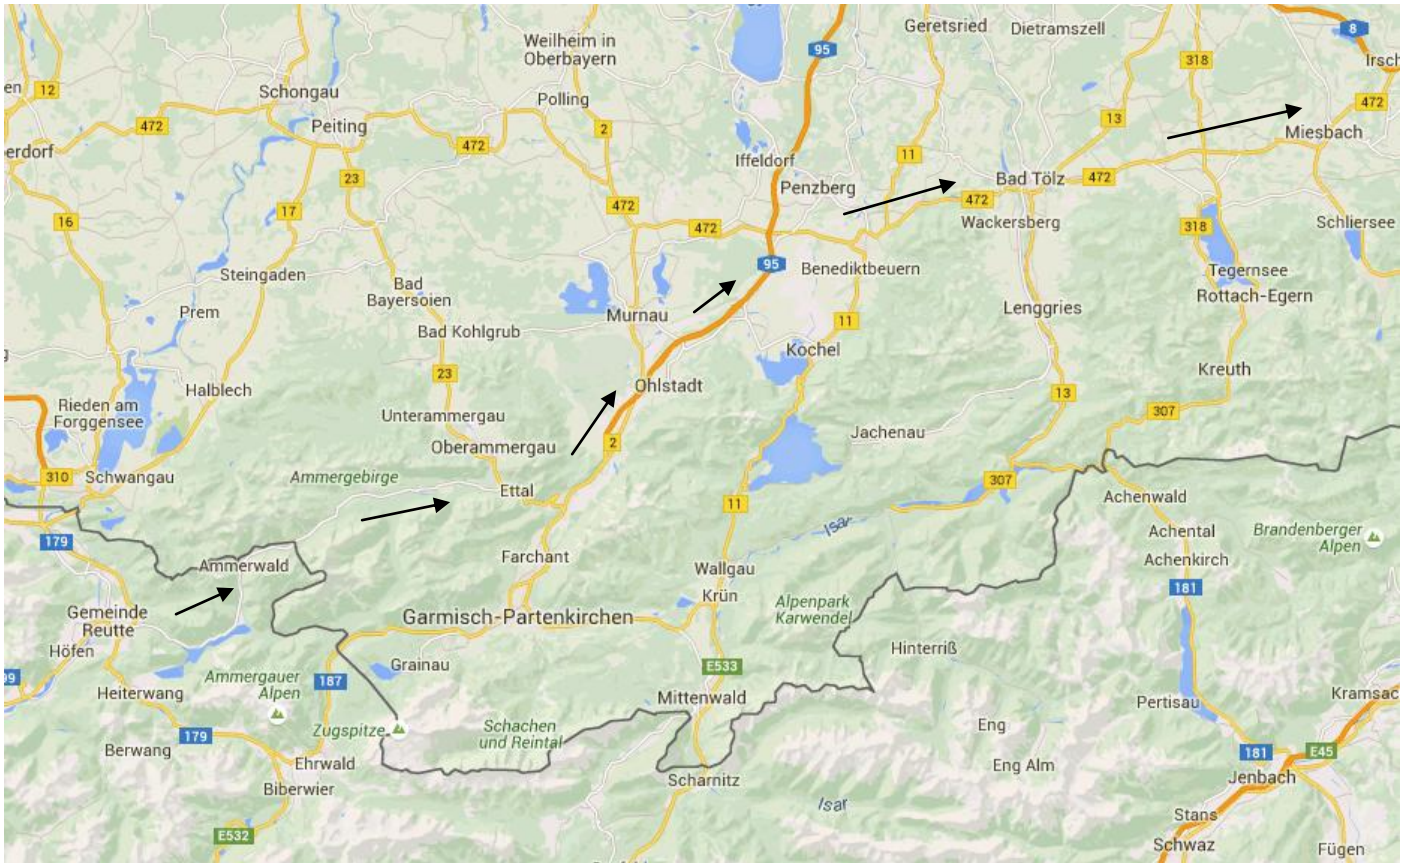 Geretsried
Dietramszell
8
Weilheim in
Oberbayern
95
318
Irsch
en
12
Schongau
Polling
472
13
472
Peiting
2
Miesbach
erdorf
472
Iffeldorf
11
23
Penzberg
Bad Tölz
472
16
17
472
472
472
Wackersberg
318
Schliersee
Steingaden
95
Benediktbeuern
Tegernsee
Bad
Bayersoien
Rottach-Egern
Prem
Murnau
11
Lenggries
Bad Kohlgrub
Kochel
Halblech
23
Ohlstadt
Kreuth
Rieden am
Forggensee
Unterammergau
13
307
Oberammergau
2
Jachenau
310
Schwangau
Ammergebirge
Ettal
11
307
Achenwald
Isar
179
Achental
Brandenberger
Alpen
Ammerwald
Farchant
Wallgau
Achenkirch
Krün
181
Gemeinde
Reutte
Garmisch-Partenkirchen
Alpenpark
Karwendel
Höfen
Grainau
E533
Hinterriß
Ammergauer
Alpen
187
Heiterwang
Mittenwald
Pertisau
Kramsac
Zugspitze
Schachen
und Reintal
Eng
179
Berwang
Ehrwald
Eng Alm
181
E45
Biberwier
Scharnitz
Jenbach
Isar
Stans
E532
Schwaz
Fügen